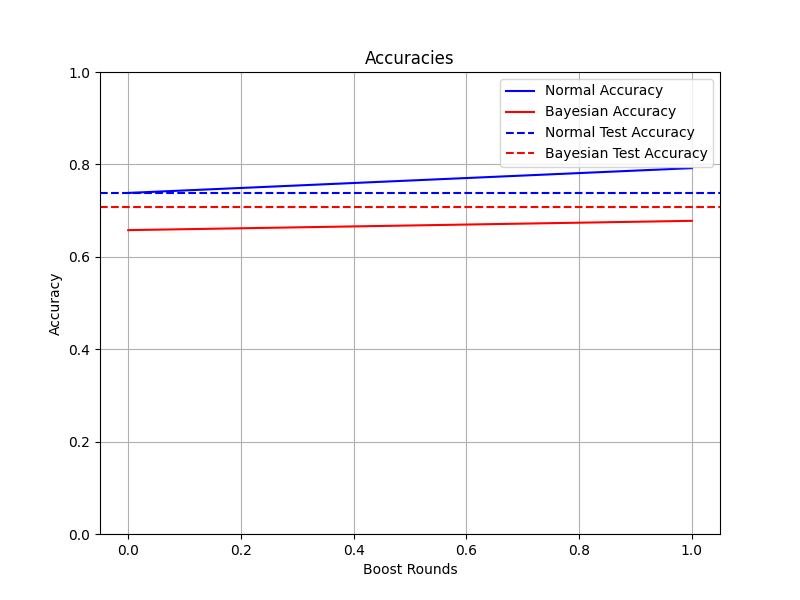 Accuracies
1.0
0.8
0.6
0.4
0.2
0.0
Accuracy
Normal Accuracy
Bayesian Accuracy
Normal Test Accuracy
Bayesian Test Accuracy
0.0 0.2 0.4 0.6 0.8 1.0
Boost Rounds